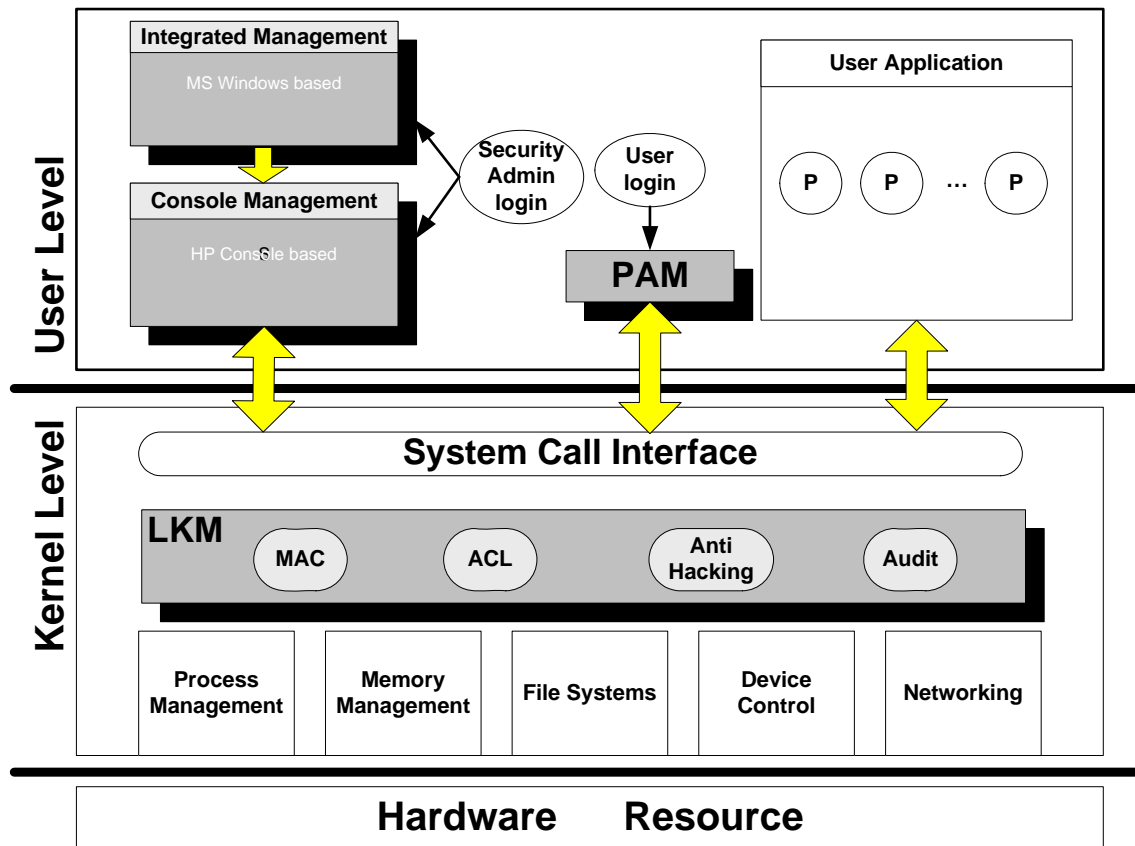 User Level
Integrated Management
MS Windows based
Console Management
HP Console based
S
Security
Admin
login
User
login
PAM
User Application
P
P
...
P
Kernel Level
System Call Interface
LKM
MAC
ACL
Anti
Hacking
Audit
Process
Management
Memory
Management
File Systems
Device
Control
Networking
Hardware Resource